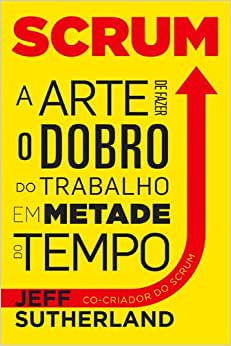 SCRUM
A ARTE DE FAZER
O DOBRO
DO TRABALHO
EM METADE
DO TEMPO
JEFF
SUTHERLAND
CO-CRIADOR DO SCRUM